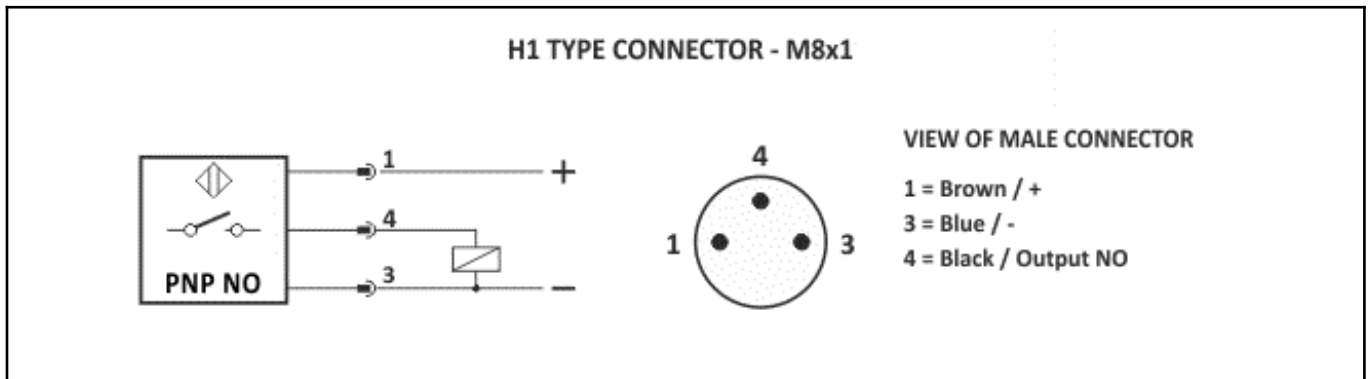 H1 TYPE CONNECTOR - M8x1
1
+
4
3
−
PNP NO
4
1
3
VIEW OF MALE CONNECTOR
1 = Brown / +
3 = Blue / -
4 = Black / Output NO